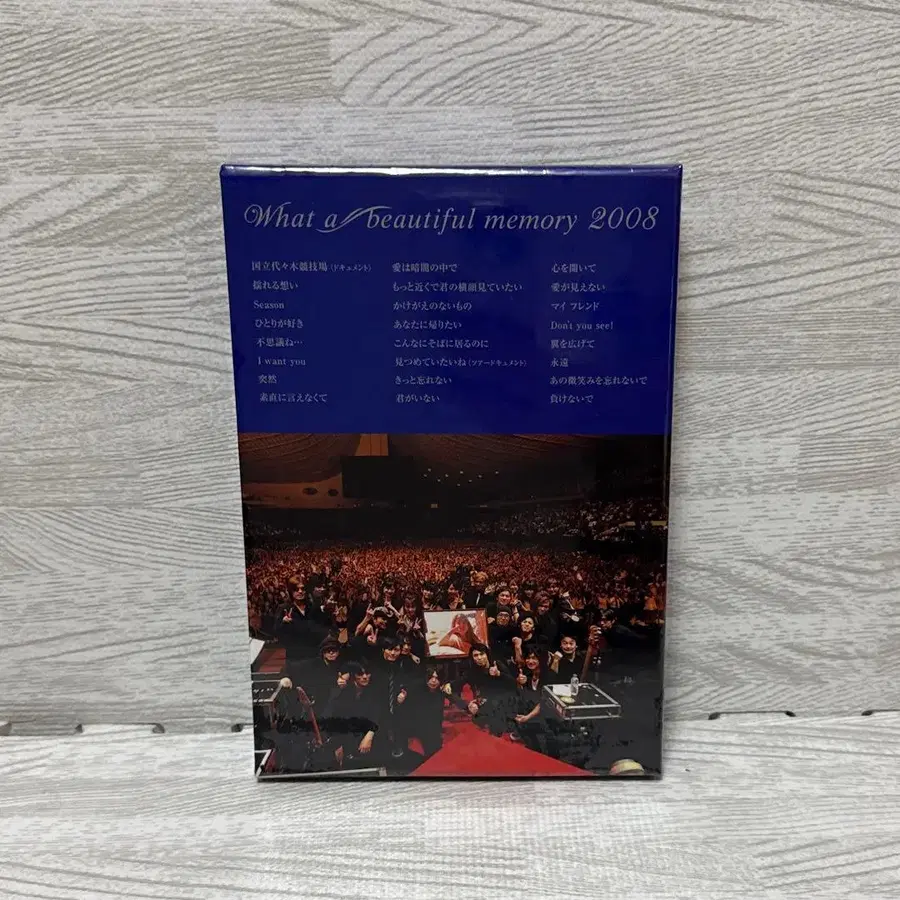 What a beautiful memory 2008
国立代々木競技場(ドキュメント)
揺れる想い
Season
ひとりが好き
不思議ね…
I want you
突然
素直に言えなくて
愛は暗闇の中で
もっと近くで君の横顔見ていたい
かけがえのないもの
あなたに帰りたい
こんなにそばに居るのに
見つめていたいね(ツアードキュメント)
きっと忘れない
君がいない
心を開いて
愛が見えない
マイ フレンド
Don't you see!
翼を広げて
永遠
あの微笑みを忘れないで
負けないで